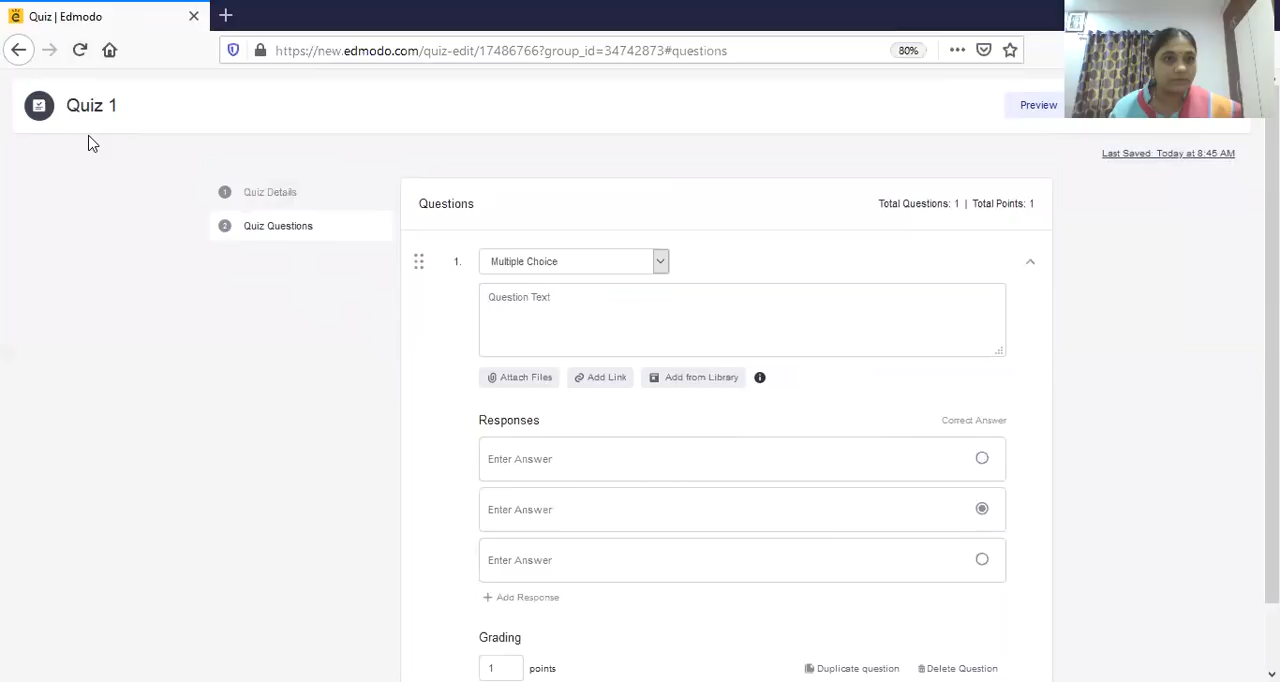 Quiz | Edmodo
https://new.edmodo.com/quiz-edit/17486766?group_id=34742873#questions
80%
Quiz 1
Preview
Last Saved: Today at 8:45 AM
1 Quiz Details
2 Quiz Questions
Questions
Total Questions: 1 | Total Points: 1
1. Multiple Choice
Question Text
Attach Files
Add Link
Add from Library
Responses
Correct Answer
Enter Answer
Enter Answer
Enter Answer
+ Add Response
Grading
1 points
Duplicate question
Delete Question